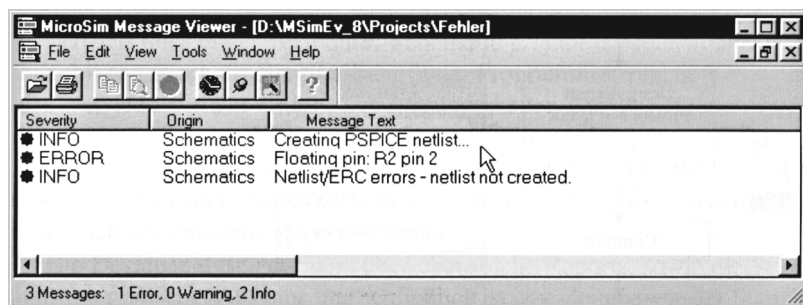 MicroSim Message Viewer - [D:\MSimEv_8\Projects\Fehler]
File Edit View Tools Window Help
Severity Origin Message Text
INFO Schematics Creating PSPICE netlist...
ERROR Schematics Floating pin: R2 pin 2
INFO Schematics Netlist/ERC errors - netlist not created.
3 Messages: 1 Error, 0 Warning, 2 Info